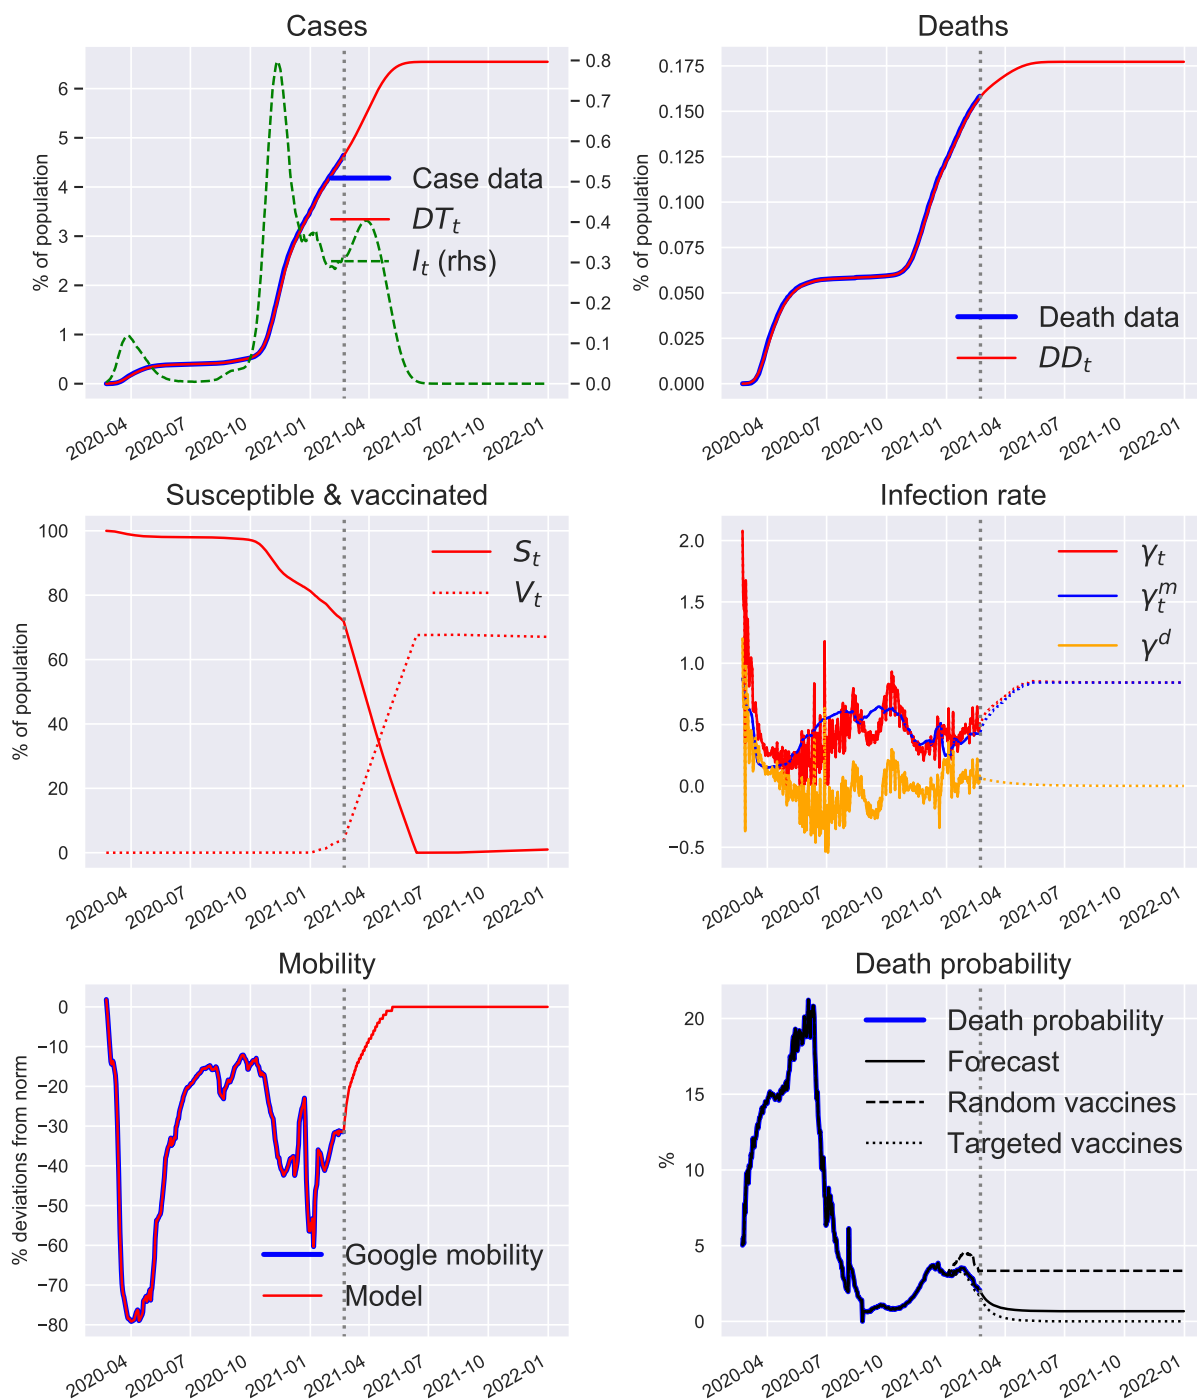 Cases
% of population
6
5
4
3
2
1
0
0.8
0.7
0.6
0.5
0.4
0.3
0.2
0.1
0.0
Case data
DT_t
I_t (rhs)
2020-04 2020-07 2020-10 2021-01 2021-04 2021-07 2021-10 2022-01
Deaths
% of population
0.175
0.150
0.125
0.100
0.075
0.050
0.025
0.000
Death data
DD_t
2020-04 2020-07 2020-10 2021-01 2021-04 2021-07 2021-10 2022-01
Susceptible & vaccinated
% of population
100
80
60
40
20
0
S_t
V_t
2020-04 2020-07 2020-10 2021-01 2021-04 2021-07 2021-10 2022-01
Infection rate
2.0
1.5
1.0
0.5
0.0
−0.5
γ_t
γ_t^m
γ^d
2020-04 2020-07 2020-10 2021-01 2021-04 2021-07 2021-10 2022-01
Mobility
% deviations from norm
0
−10
−20
−30
−40
−50
−60
−70
−80
Google mobility
Model
2020-04 2020-07 2020-10 2021-01 2021-04 2021-07 2021-10 2022-01
Death probability
%
20
15
10
5
0
Death probability
Forecast
Random vaccines
Targeted vaccines
2020-04 2020-07 2020-10 2021-01 2021-04 2021-07 2021-10 2022-01